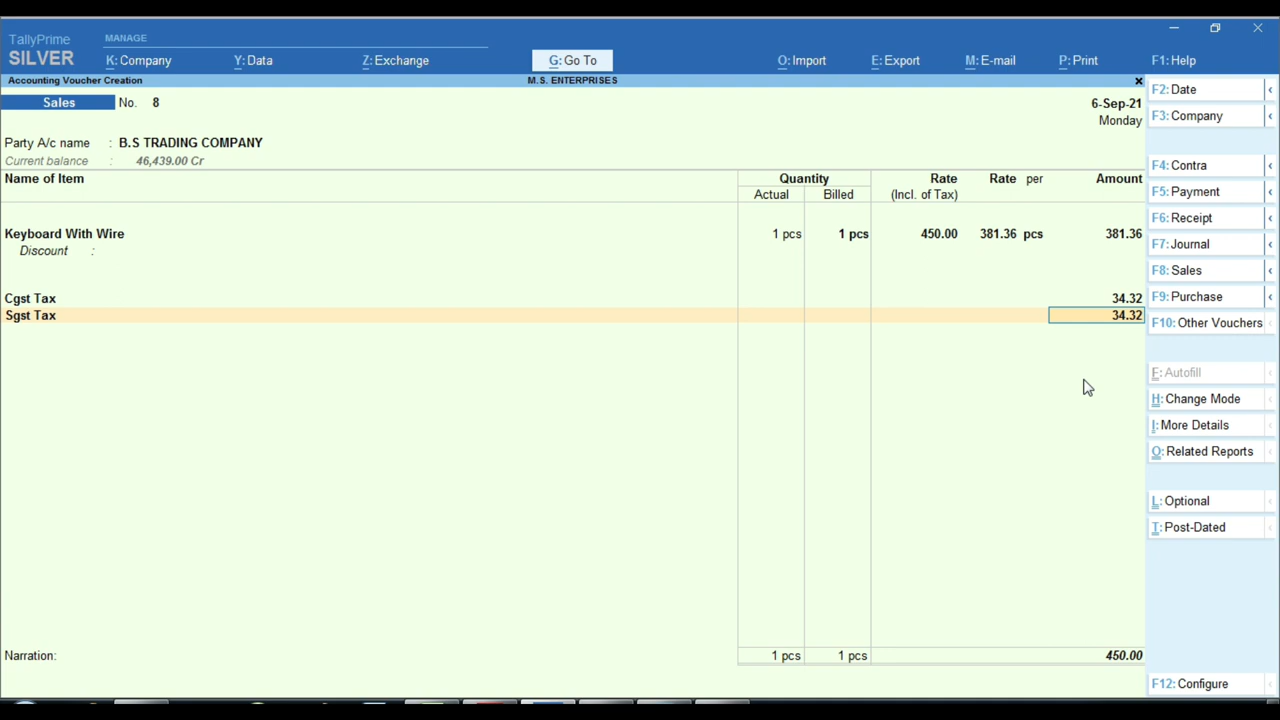 TallyPrime
SILVER
MANAGE
K: Company
Y: Data
Z: Exchange
G: Go To
O: Import
E: Export
M: E-mail
P: Print
F1: Help
Accounting Voucher Creation
M.S. ENTERPRISES
Sales No. 8
6-Sep-21
Monday
Party A/c name : B.S TRADING COMPANY
Current balance : 46,439.00 Cr
Name of Item Quantity Rate Rate per Amount
Actual Billed (Incl. of Tax)
Keyboard With Wire 1 pcs 1 pcs 450.00 381.36 pcs 381.36
Discount :
Cgst Tax 34.32
Sgst Tax 34.32
Narration: 1 pcs 1 pcs 450.00
F2: Date
F3: Company
F4: Contra
F5: Payment
F6: Receipt
F7: Journal
F8: Sales
F9: Purchase
F10: Other Vouchers
F: Autofill
H: Change Mode
I: More Details
O: Related Reports
L: Optional
T: Post-Dated
F12: Configure